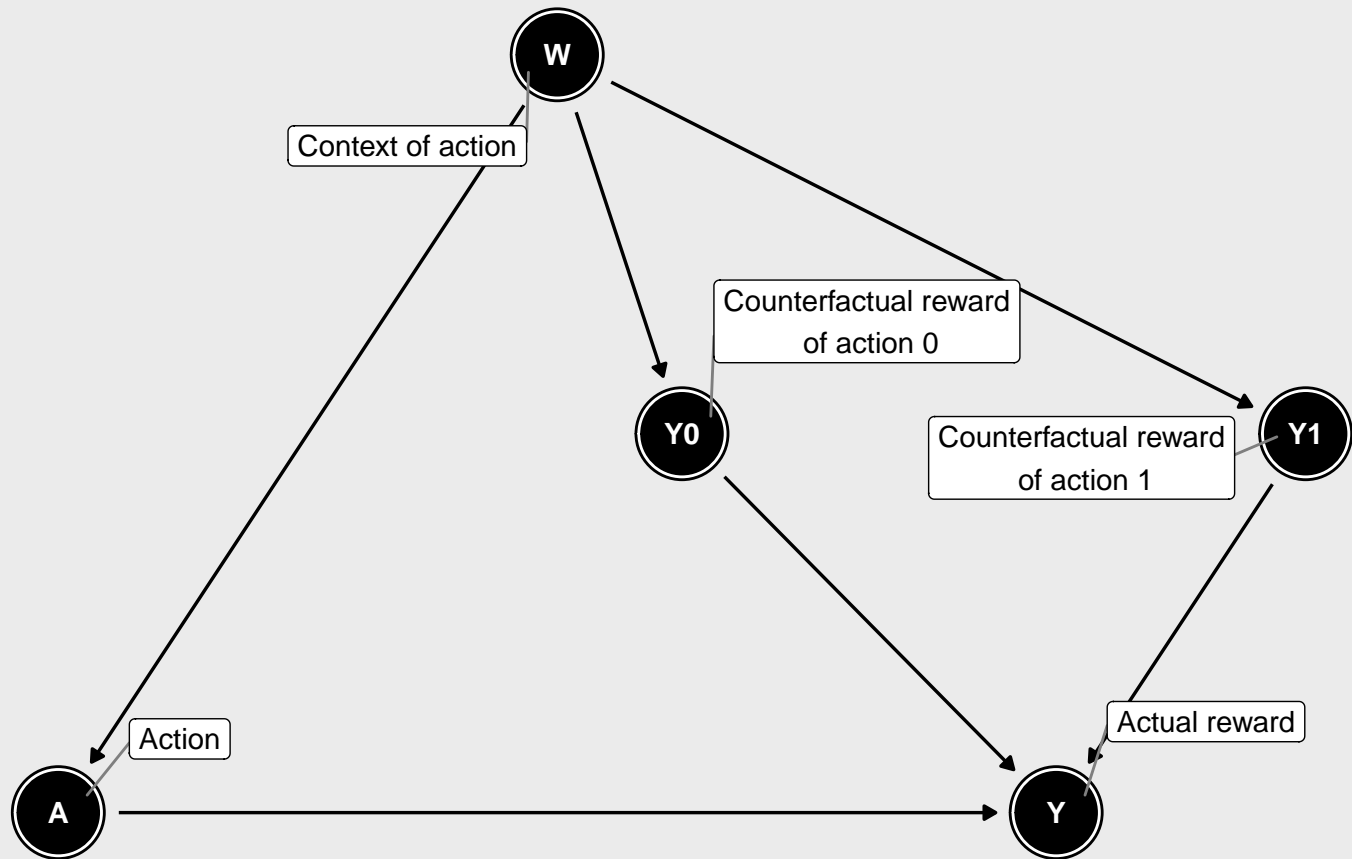 W
Context of action
Counterfactual reward
of action 0
Y0
Counterfactual reward
of action 1
Y1
Action
Actual reward
A
Y